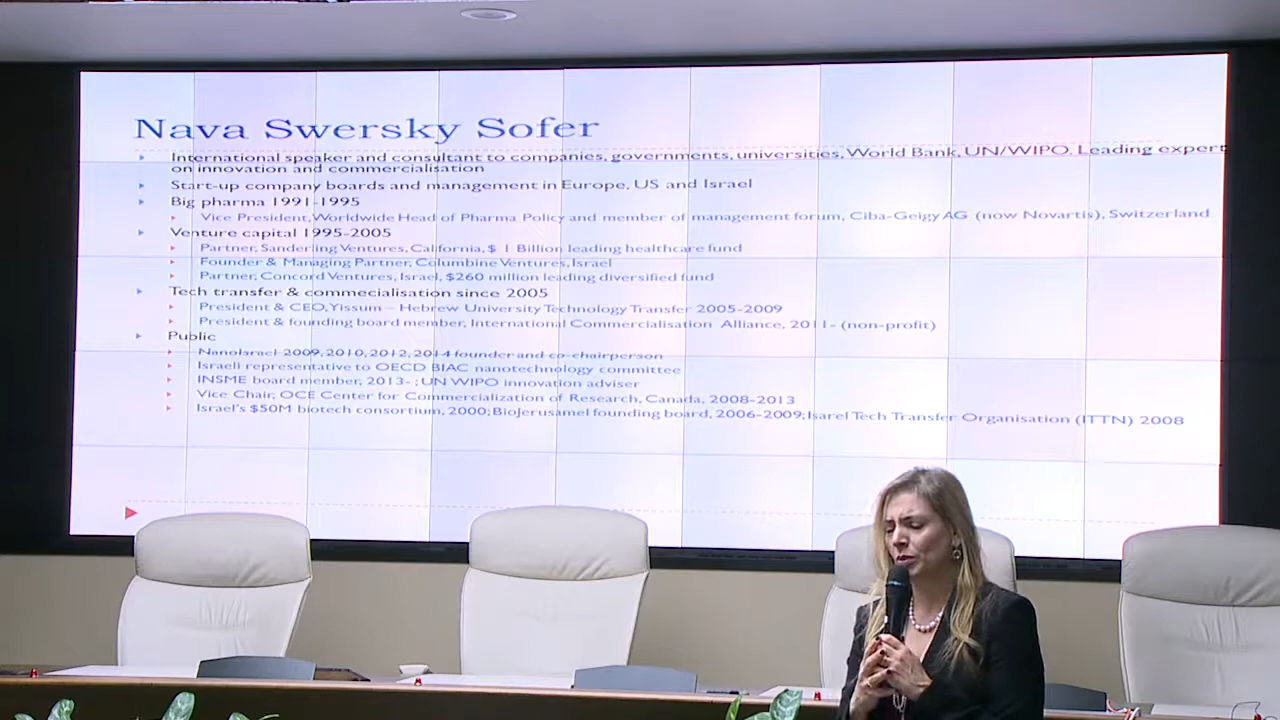 Nava Swersky Sofer
International speaker and consultant to companies, governments, universities, World Bank, UN/WIPO. Leading expert
on innovation and commercialisation
Start-up company boards and management in Europe, US and Israel
Big pharma 1991-1995
Vice President, Worldwide Head of Pharma Policy and member of management forum, Ciba-Geigy AG (now Novartis), Switzerland
Venture capital 1995-2005
Partner, Sanderling Ventures, California, $ 1 Billion leading healthcare fund
Founder & Managing Partner, Columbine Ventures, Israel
Partner, Concord Ventures, Israel, $260 million leading diversified fund
Tech transfer & commecialisation since 2005
President & CEO, Yissum – Hebrew University Technology Transfer 2005-2009
President & founding board member, International Commercialisation Alliance, 2011- (non-profit)
Public
NanoIsrael 2009, 2010, 2012, 2014 founder and co-chairperson
Israeli representative to OECD BIAC nanotechnology committee
INSME board member, 2013- ; UN WIPO innovation adviser
Vice Chair, OCE Center for Commercialization of Research, Canada, 2008-2013
Israel's $50M biotech consortium, 2000; BioJerusamel founding board, 2006-2009; Isarel Tech Transfer Organisation (ITTN) 2008